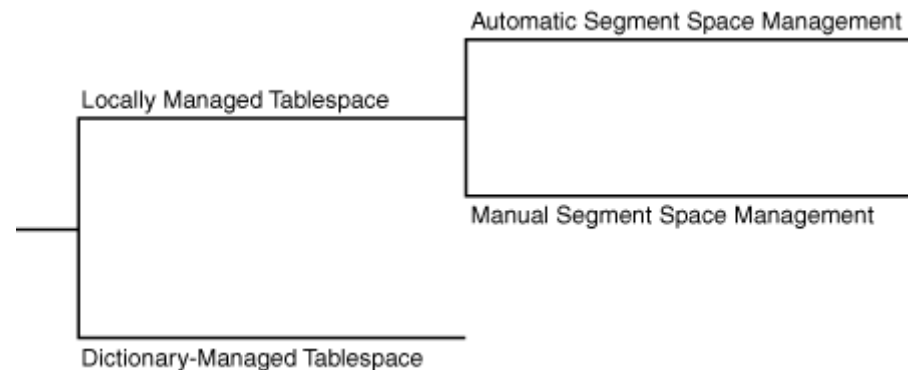 Automatic Segment Space Management
Locally Managed Tablespace
Manual Segment Space Management
Dictionary-Managed Tablespace